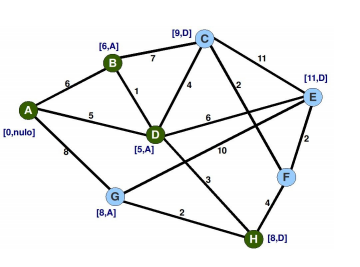 [9,D]
C
[6,A]
B
7
11
[11,D]
6
1
4
2
E
A
5
6
D
2
[0,nulo]
[5,A]
10
8
3
F
G
[8,A]
2
4
H
[8,D]